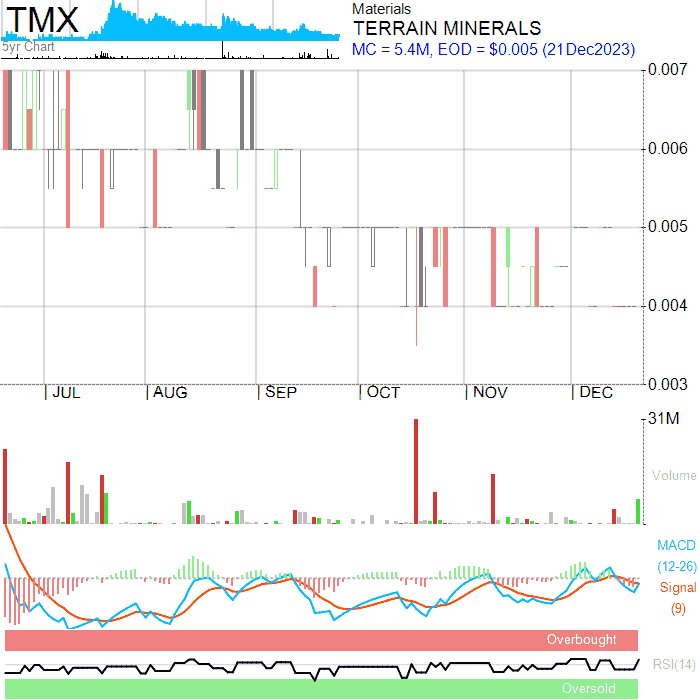 TMX
5yr Chart
Materials
TERRAIN MINERALS
MC = 5.4M, EOD = $0.005 (21Dec2023)
0.007
0.006
0.005
0.004
0.003
JUL AUG SEP OCT NOV DEC
31M
Volume
MACD
(12-26)
Signal
(9)
Overbought
RSI(14)
Oversold